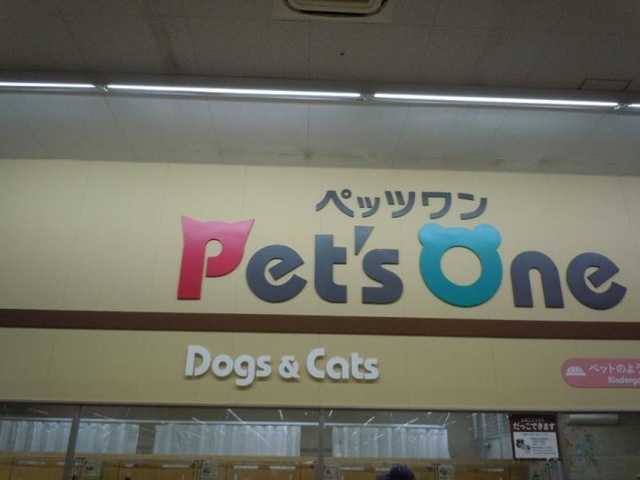 ペッツワン
Pet's One
Dogs & Cats
ペットのよう
だっこできます